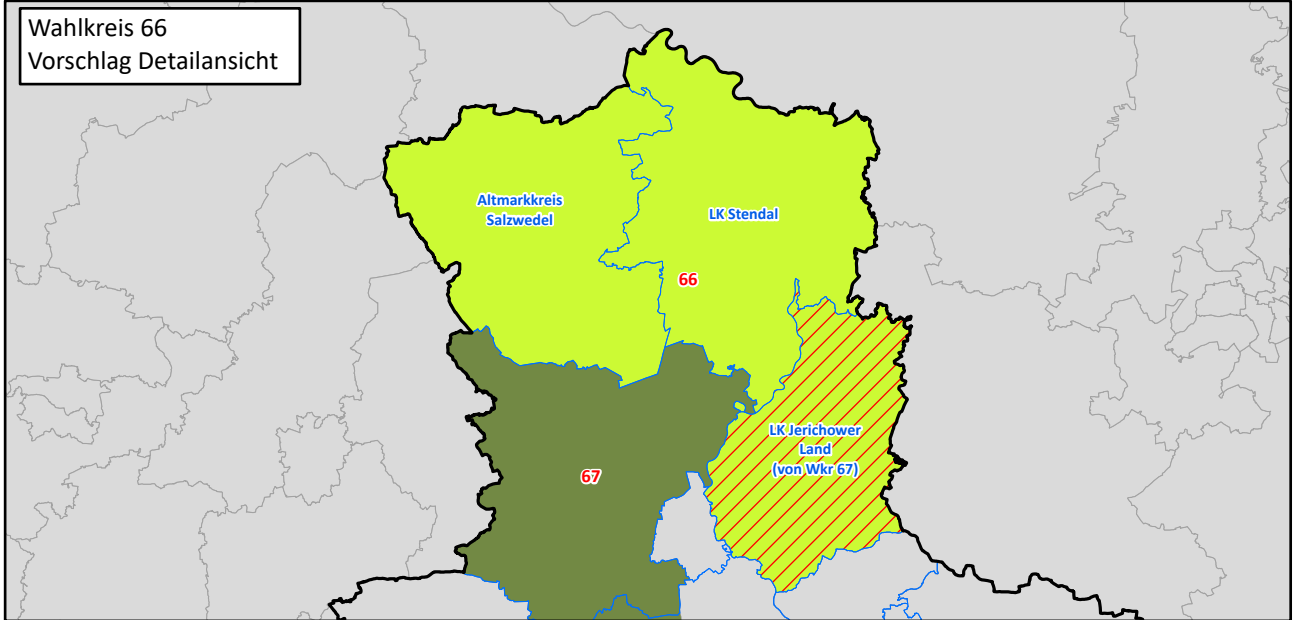 Wahlkreis 66
Vorschlag Detailansicht
Altmarkkreis
Salzwedel
LK Stendal
66
LK Jerichower
Land
(von Wkr 67)
67